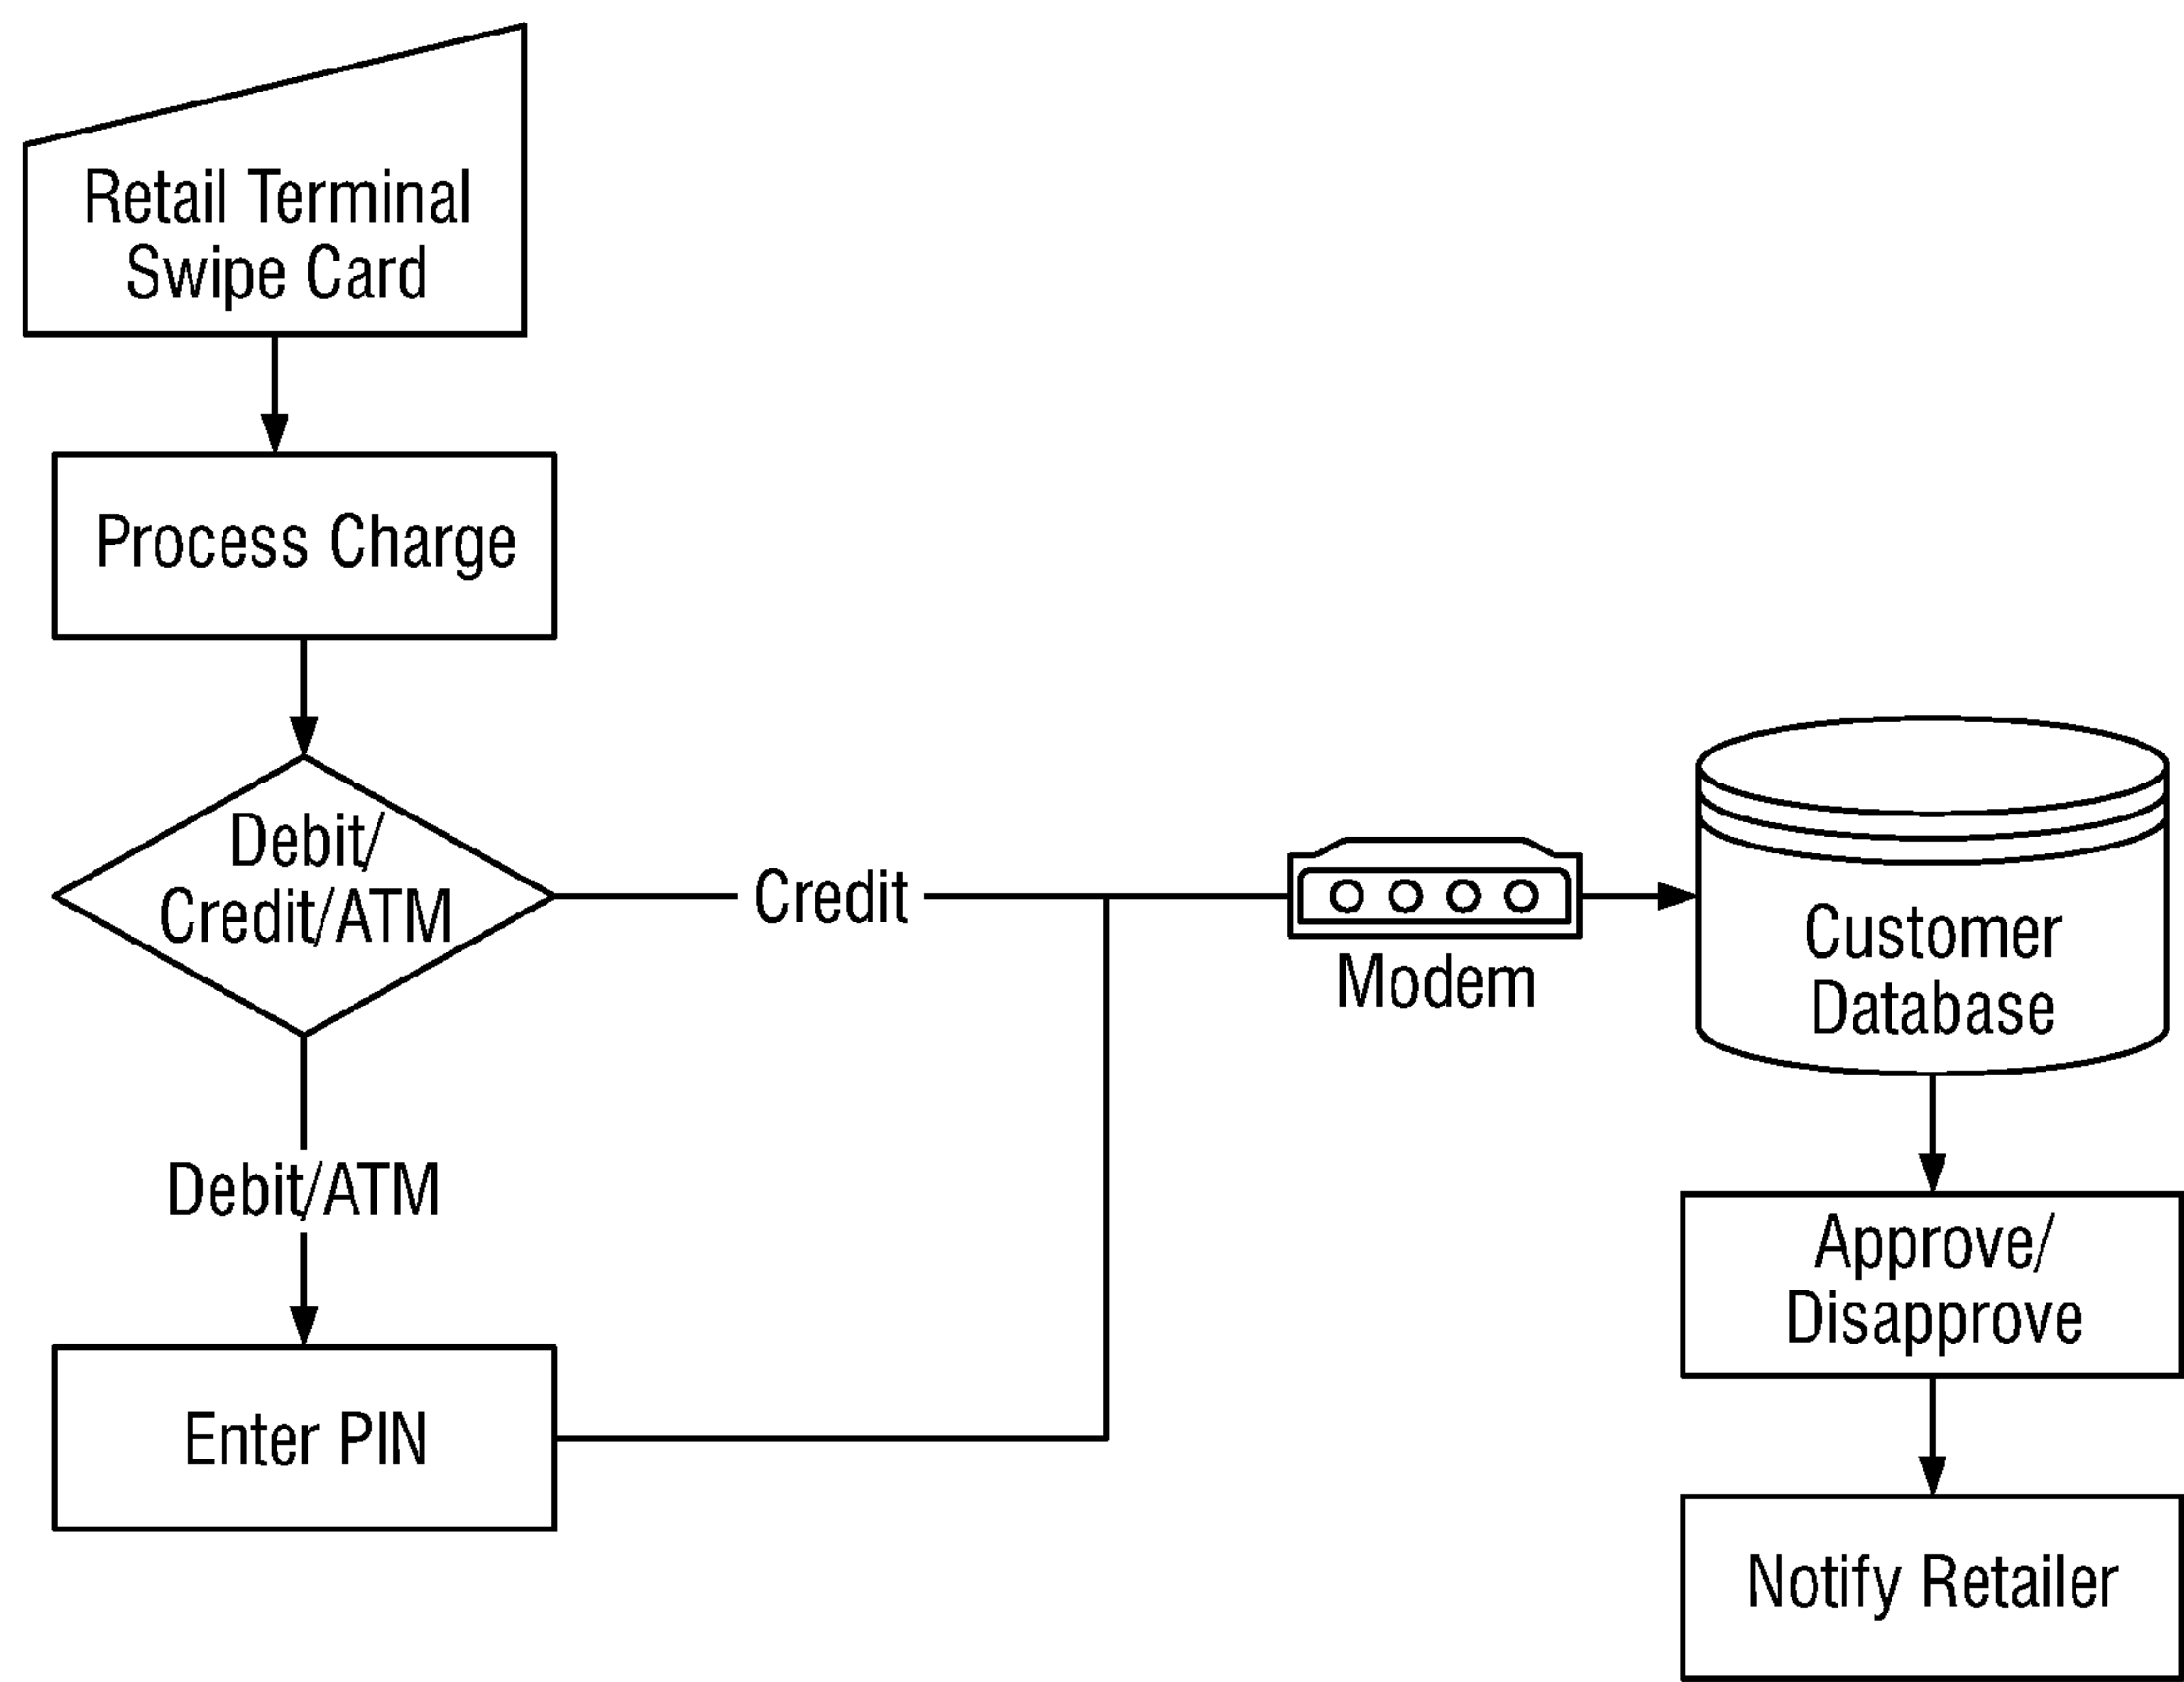 Retail Terminal
Swipe Card
Process Charge
Debit/
Credit/ATM
Credit
Modem
Customer
Database
Debit/ATM
Enter PIN
Approve/
Disapprove
Notify Retailer